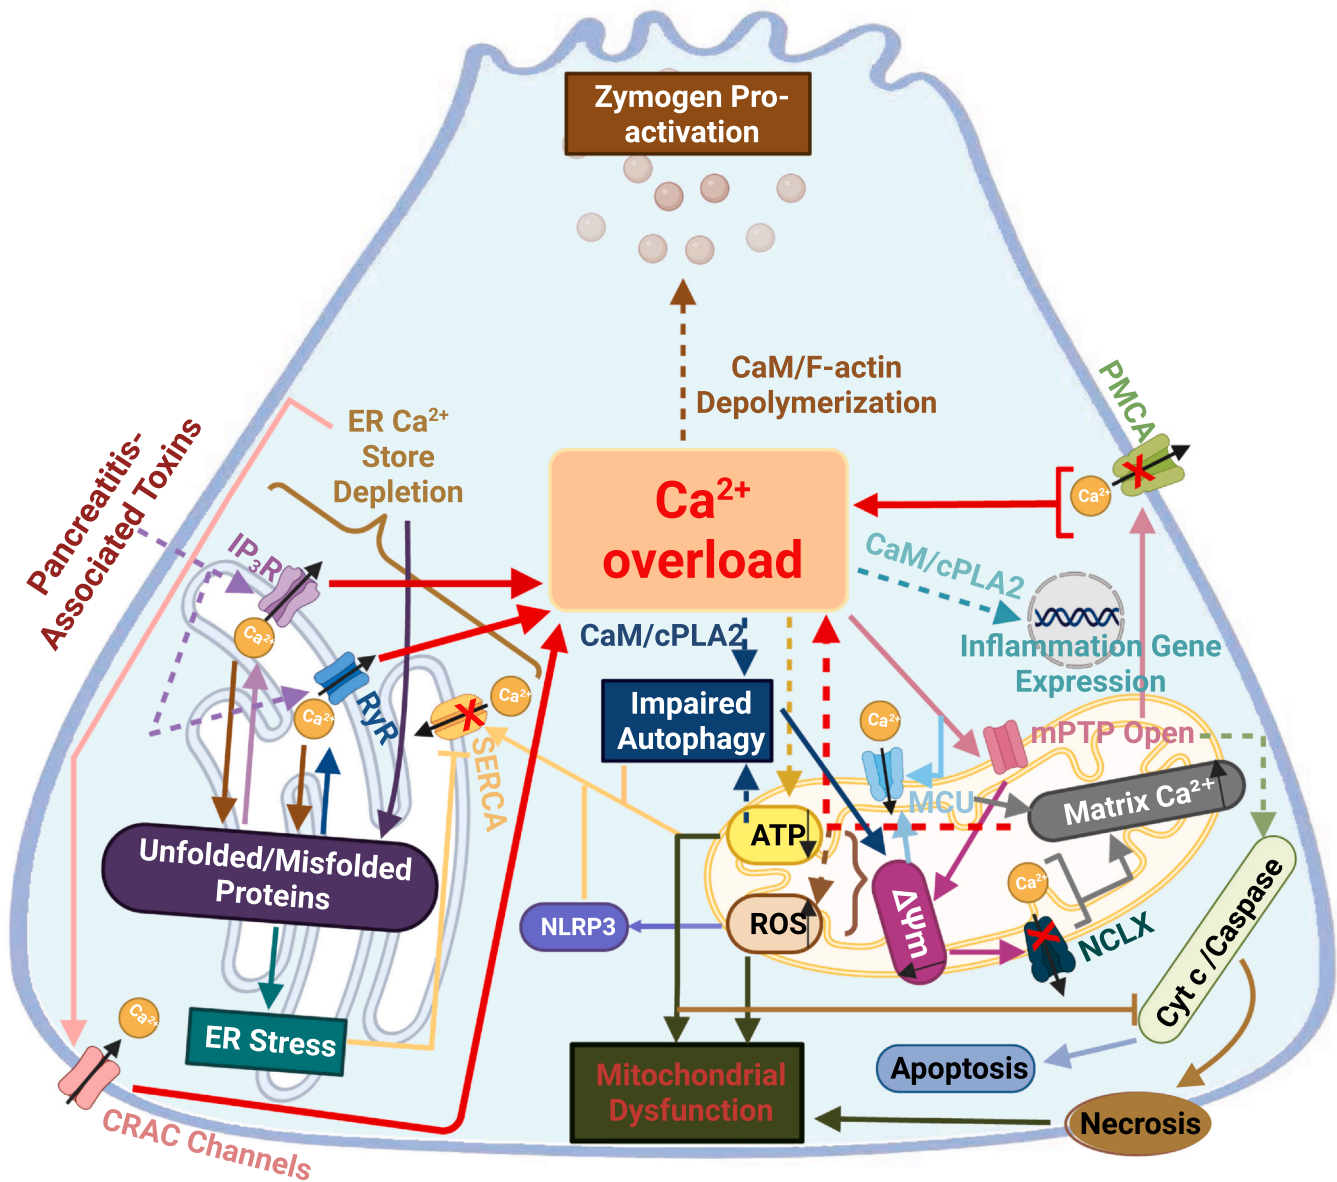 Zymogen Pro-
activation
CaM/F-actin
Depolymerization
PMCA
ER Ca²⁺
Store
Depletion
Pancreatitis-
Associated Toxins
Ca²⁺
overload
Ca²⁺
CaM/cPLA2
IP₃R
Ca²⁺
CaM/cPLA2
Inflammation Gene
Expression
RyR
Ca²⁺
Ca²⁺
SERCA
Impaired
Autophagy
Ca²⁺
mPTP Open
MCU
Matrix Ca²⁺
ATP
Unfolded/Misfolded
Proteins
Ca²⁺
NLRP3
ROS
ΔΨm
NCLX
Cyt c /Caspase
Ca²⁺
ER Stress
Apoptosis
Mitochondrial
Dysfunction
Necrosis
CRAC Channels